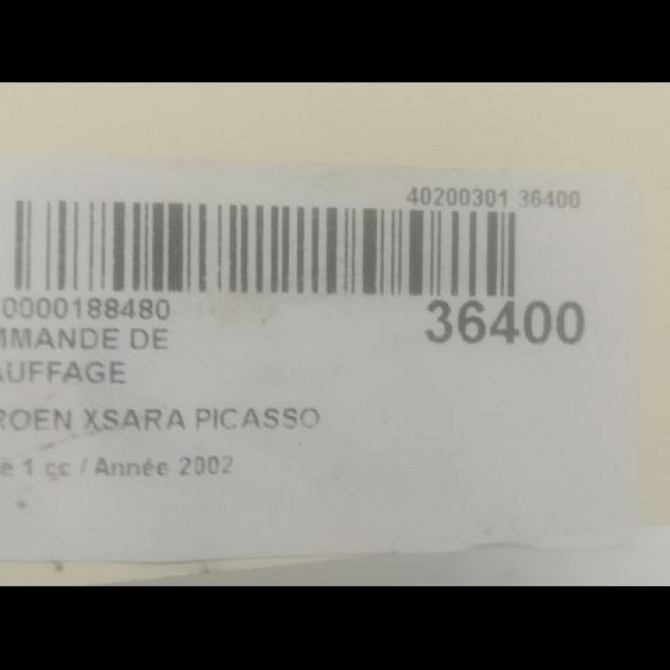 40200301 36400
0000188480
36400
MMANDE DE
AUFFAGE
ROEN XSARA PICASSO
1 cc / Année 2002